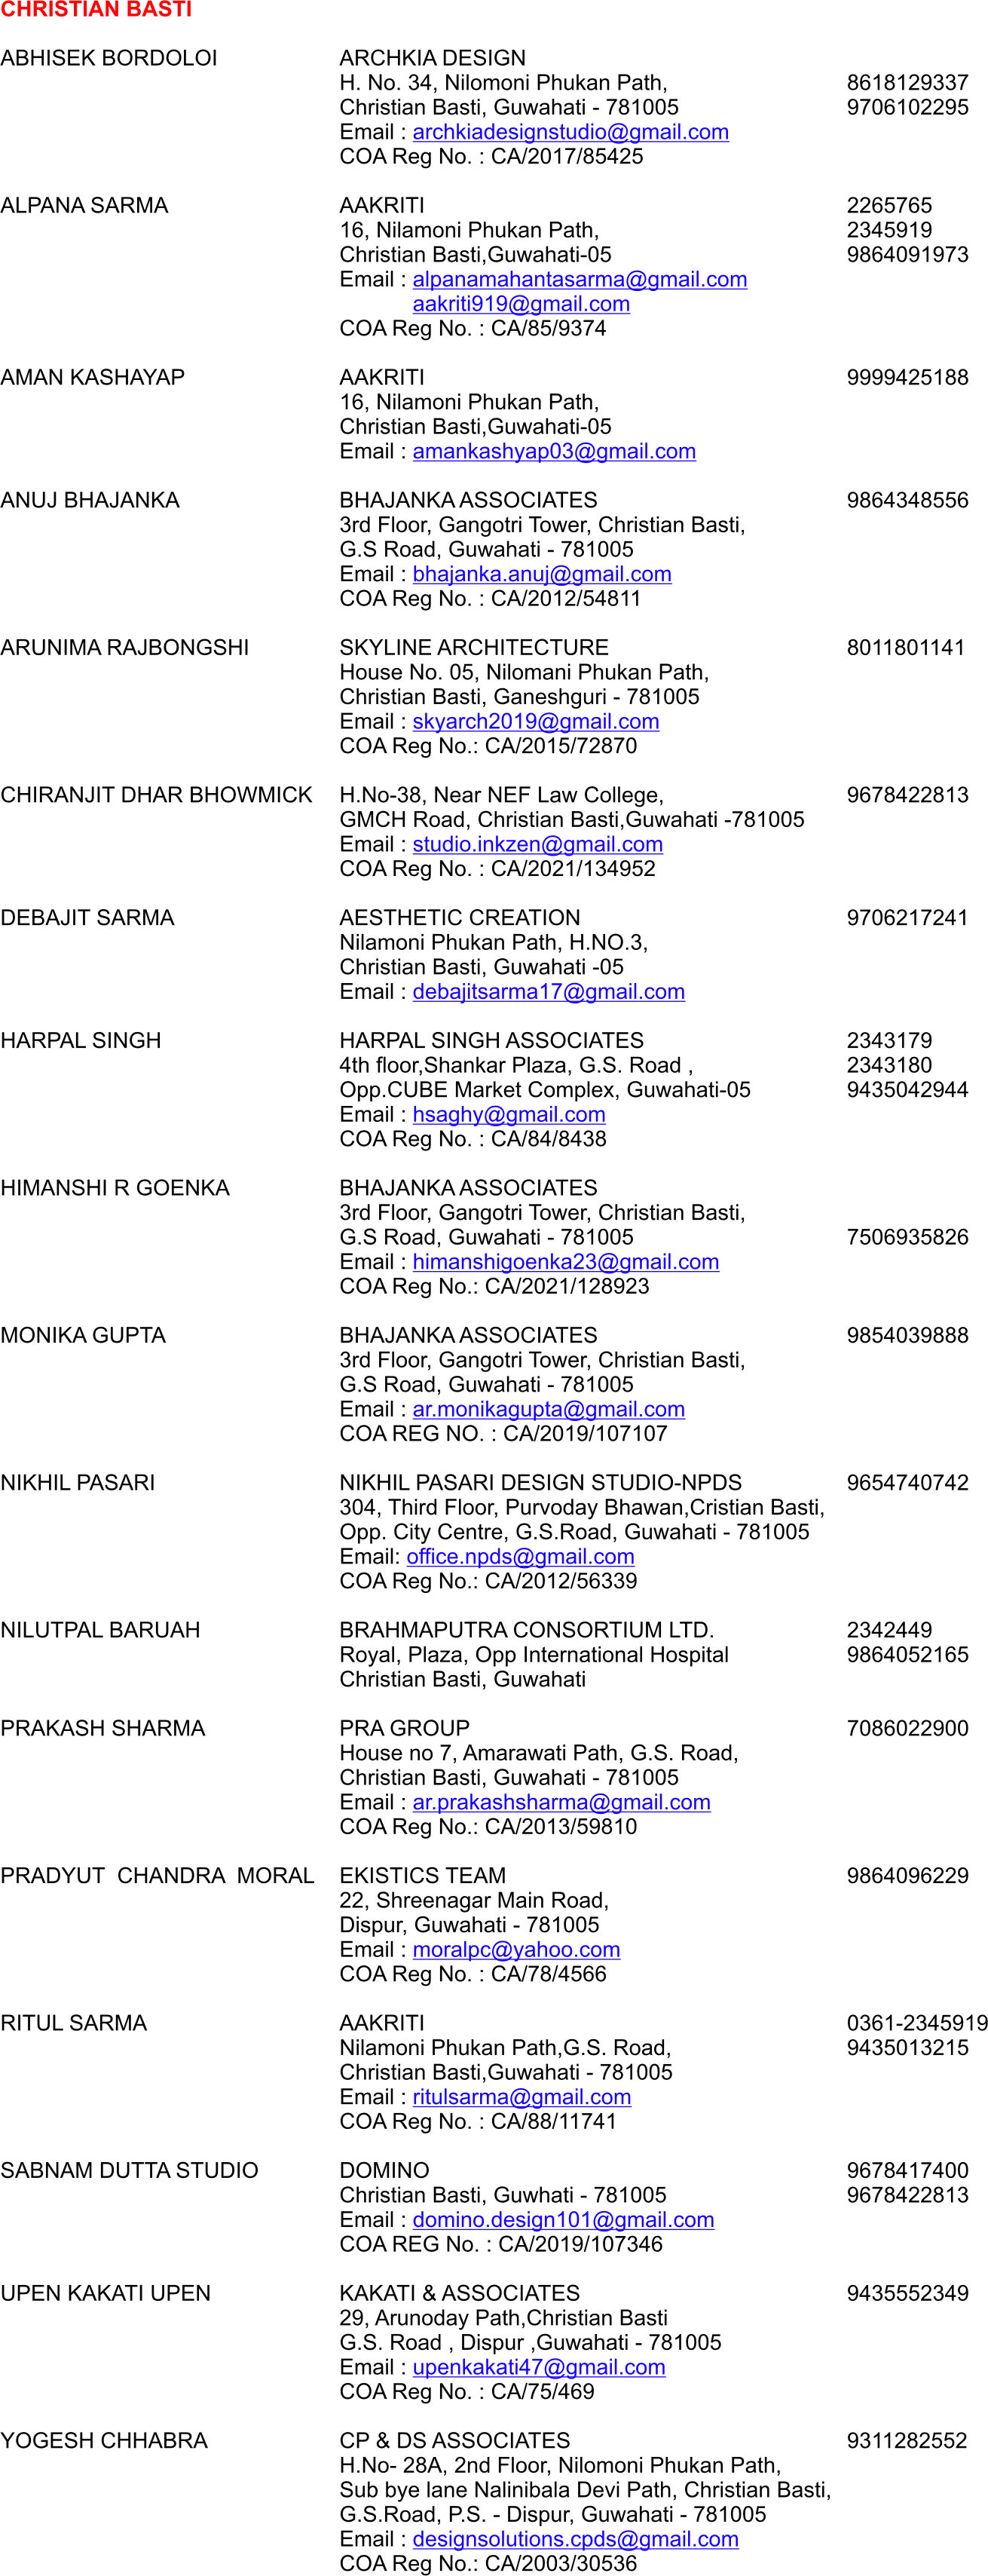 CHRISTIAN BASTI
ABHISEK BORDOLOI ARCHKIA DESIGN
H. No. 34, Nilomoni Phukan Path, 8618129337
Christian Basti, Guwahati - 781005 9706102295
Email : archkiadesignstudio@gmail.com
COA Reg No. : CA/2017/85425
ALPANA SARMA AAKRITI 2265765
16, Nilamoni Phukan Path, 2345919
Christian Basti,Guwahati-05 9864091973
Email : alpanamahantasarma@gmail.com
aakriti919@gmail.com
COA Reg No. : CA/85/9374
AMAN KASHAYAP AAKRITI 9999425188
16, Nilamoni Phukan Path,
Christian Basti,Guwahati-05
Email : amankashyap03@gmail.com
ANUJ BHAJANKA BHAJANKA ASSOCIATES 9864348556
3rd Floor, Gangotri Tower, Christian Basti,
G.S Road, Guwahati - 781005
Email : bhajanka.anuj@gmail.com
COA Reg No. : CA/2012/54811
ARUNIMA RAJBONGSHI SKYLINE ARCHITECTURE 8011801141
House No. 05, Nilomani Phukan Path,
Christian Basti, Ganeshguri - 781005
Email : skyarch2019@gmail.com
COA Reg No.: CA/2015/72870
CHIRANJIT DHAR BHOWMICK H.No-38, Near NEF Law College, 9678422813
GMCH Road, Christian Basti,Guwahati -781005
Email : studio.inkzen@gmail.com
COA Reg No. : CA/2021/134952
DEBAJIT SARMA AESTHETIC CREATION 9706217241
Nilamoni Phukan Path, H.NO.3,
Christian Basti, Guwahati -05
Email : debajitsarma17@gmail.com
HARPAL SINGH HARPAL SINGH ASSOCIATES 2343179
4th floor,Shankar Plaza, G.S. Road , 2343180
Opp.CUBE Market Complex, Guwahati-05 9435042944
Email : hsaghy@gmail.com
COA Reg No. : CA/84/8438
HIMANSHI R GOENKA BHAJANKA ASSOCIATES
3rd Floor, Gangotri Tower, Christian Basti,
G.S Road, Guwahati - 781005 7506935826
Email : himanshigoenka23@gmail.com
COA Reg No.: CA/2021/128923
MONIKA GUPTA BHAJANKA ASSOCIATES 9854039888
3rd Floor, Gangotri Tower, Christian Basti,
G.S Road, Guwahati - 781005
Email : ar.monikagupta@gmail.com
COA REG NO. : CA/2019/107107
NIKHIL PASARI NIKHIL PASARI DESIGN STUDIO-NPDS 9654740742
304, Third Floor, Purvoday Bhawan,Cristian Basti,
Opp. City Centre, G.S.Road, Guwahati - 781005
Email: office.npds@gmail.com
COA Reg No.: CA/2012/56339
NILUTPAL BARUAH BRAHMAPUTRA CONSORTIUM LTD. 2342449
Royal, Plaza, Opp International Hospital 9864052165
Christian Basti, Guwahati
PRAKASH SHARMA PRA GROUP 7086022900
House no 7, Amarawati Path, G.S. Road,
Christian Basti, Guwahati - 781005
Email : ar.prakashsharma@gmail.com
COA Reg No.: CA/2013/59810
PRADYUT CHANDRA MORAL EKISTICS TEAM 9864096229
22, Shreenagar Main Road,
Dispur, Guwahati - 781005
Email : moralpc@yahoo.com
COA Reg No. : CA/78/4566
RITUL SARMA AAKRITI 0361-2345919
Nilamoni Phukan Path,G.S. Road, 9435013215
Christian Basti,Guwahati - 781005
Email : ritulsarma@gmail.com
COA Reg No. : CA/88/11741
SABNAM DUTTA STUDIO DOMINO 9678417400
Christian Basti, Guwhati - 781005 9678422813
Email : domino.design101@gmail.com
COA REG No. : CA/2019/107346
UPEN KAKATI UPEN KAKATI & ASSOCIATES 9435552349
29, Arunoday Path,Christian Basti
G.S. Road , Dispur ,Guwahati - 781005
Email : upenkakati47@gmail.com
COA Reg No. : CA/75/469
YOGESH CHHABRA CP & DS ASSOCIATES 9311282552
H.No- 28A, 2nd Floor, Nilomoni Phukan Path,
Sub bye lane Nalinibala Devi Path, Christian Basti,
G.S.Road, P.S. - Dispur, Guwahati - 781005
Email : designsolutions.cpds@gmail.com
COA Reg No.: CA/2003/30536